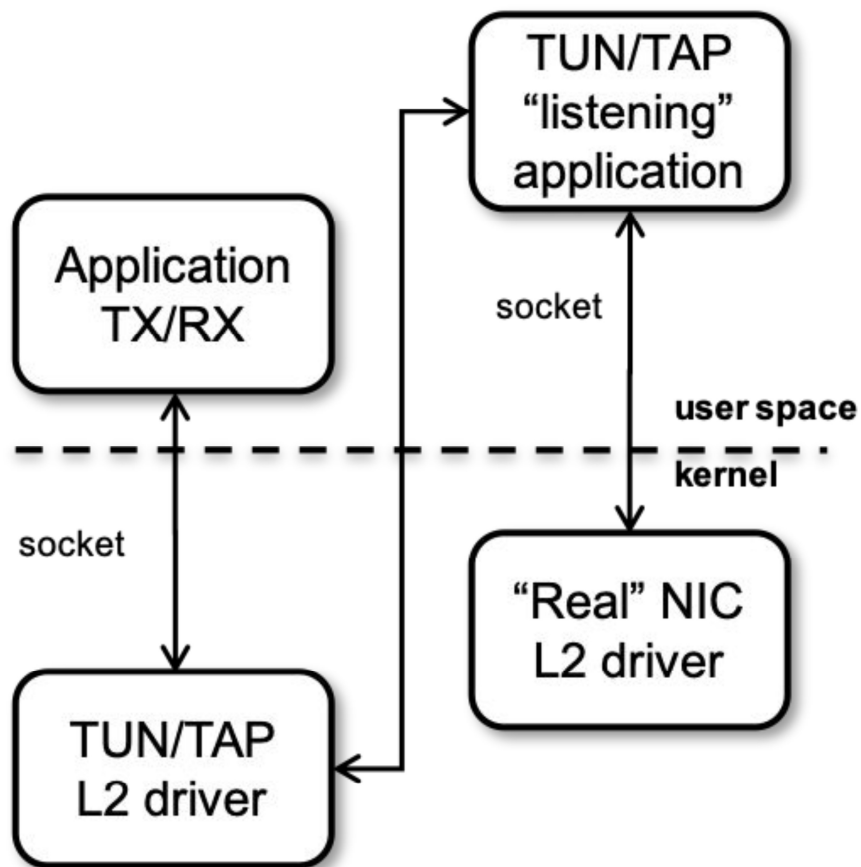 TUN/TAP
“listening”
application
Application
TX/RX
socket
user space
kernel
socket
“Real” NIC
L2 driver
TUN/TAP
L2 driver